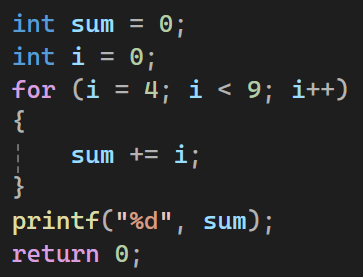 int sum = 0;
int i = 0;
for (i = 4; i < 9; i++)
{
    sum += i;
}
printf("%d", sum);
return 0;